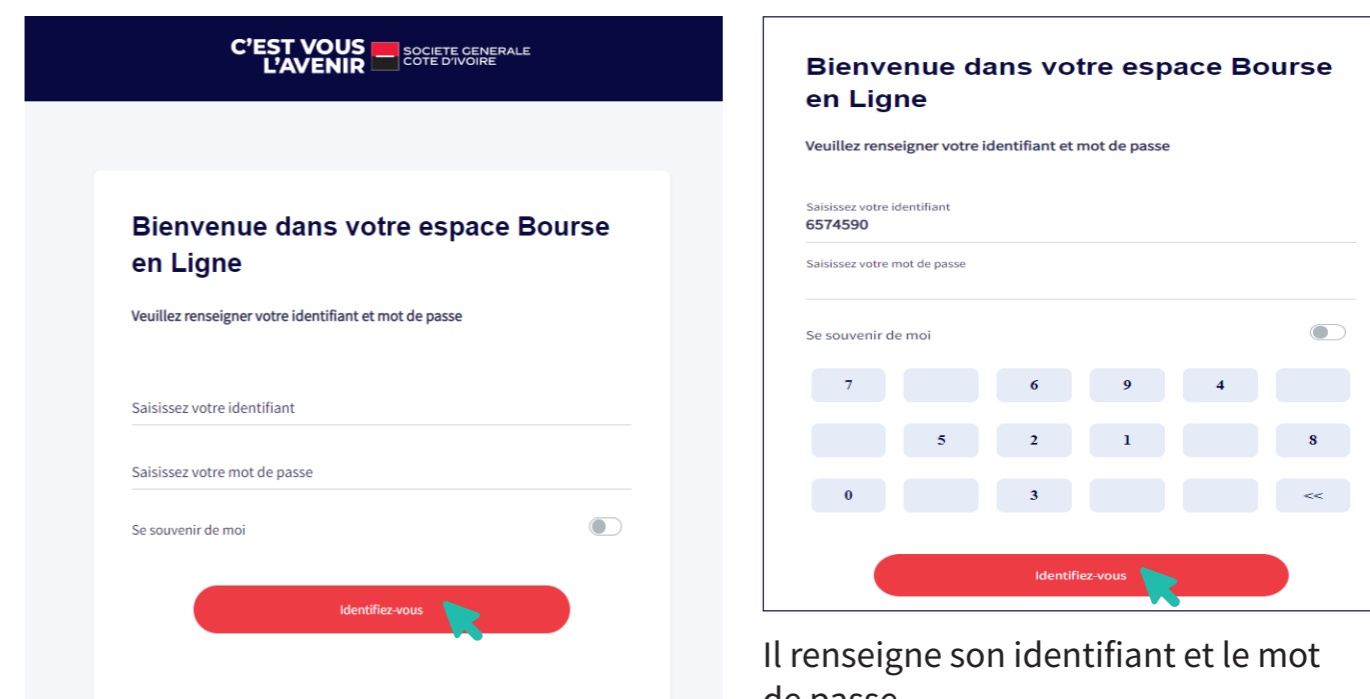 C'EST VOUS
L'AVENIR
SOCIETE GENERALE
COTE D'IVOIRE
Bienvenue dans votre espace Bourse
en Ligne
Veuillez renseigner votre identifiant et mot de passe
Saisissez votre identifiant
Saisissez votre mot de passe
Se souvenir de moi
Identifiez-vous
Bienvenue dans votre espace Bourse
en Ligne
Veuillez renseigner votre identifiant et mot de passe
Saisissez votre identifiant
6574590
Saisissez votre mot de passe
Se souvenir de moi
7 6 9 4
5 2 1 8
0 3 <<
Identifiez-vous
Il renseigne son identifiant et le mot
de passe